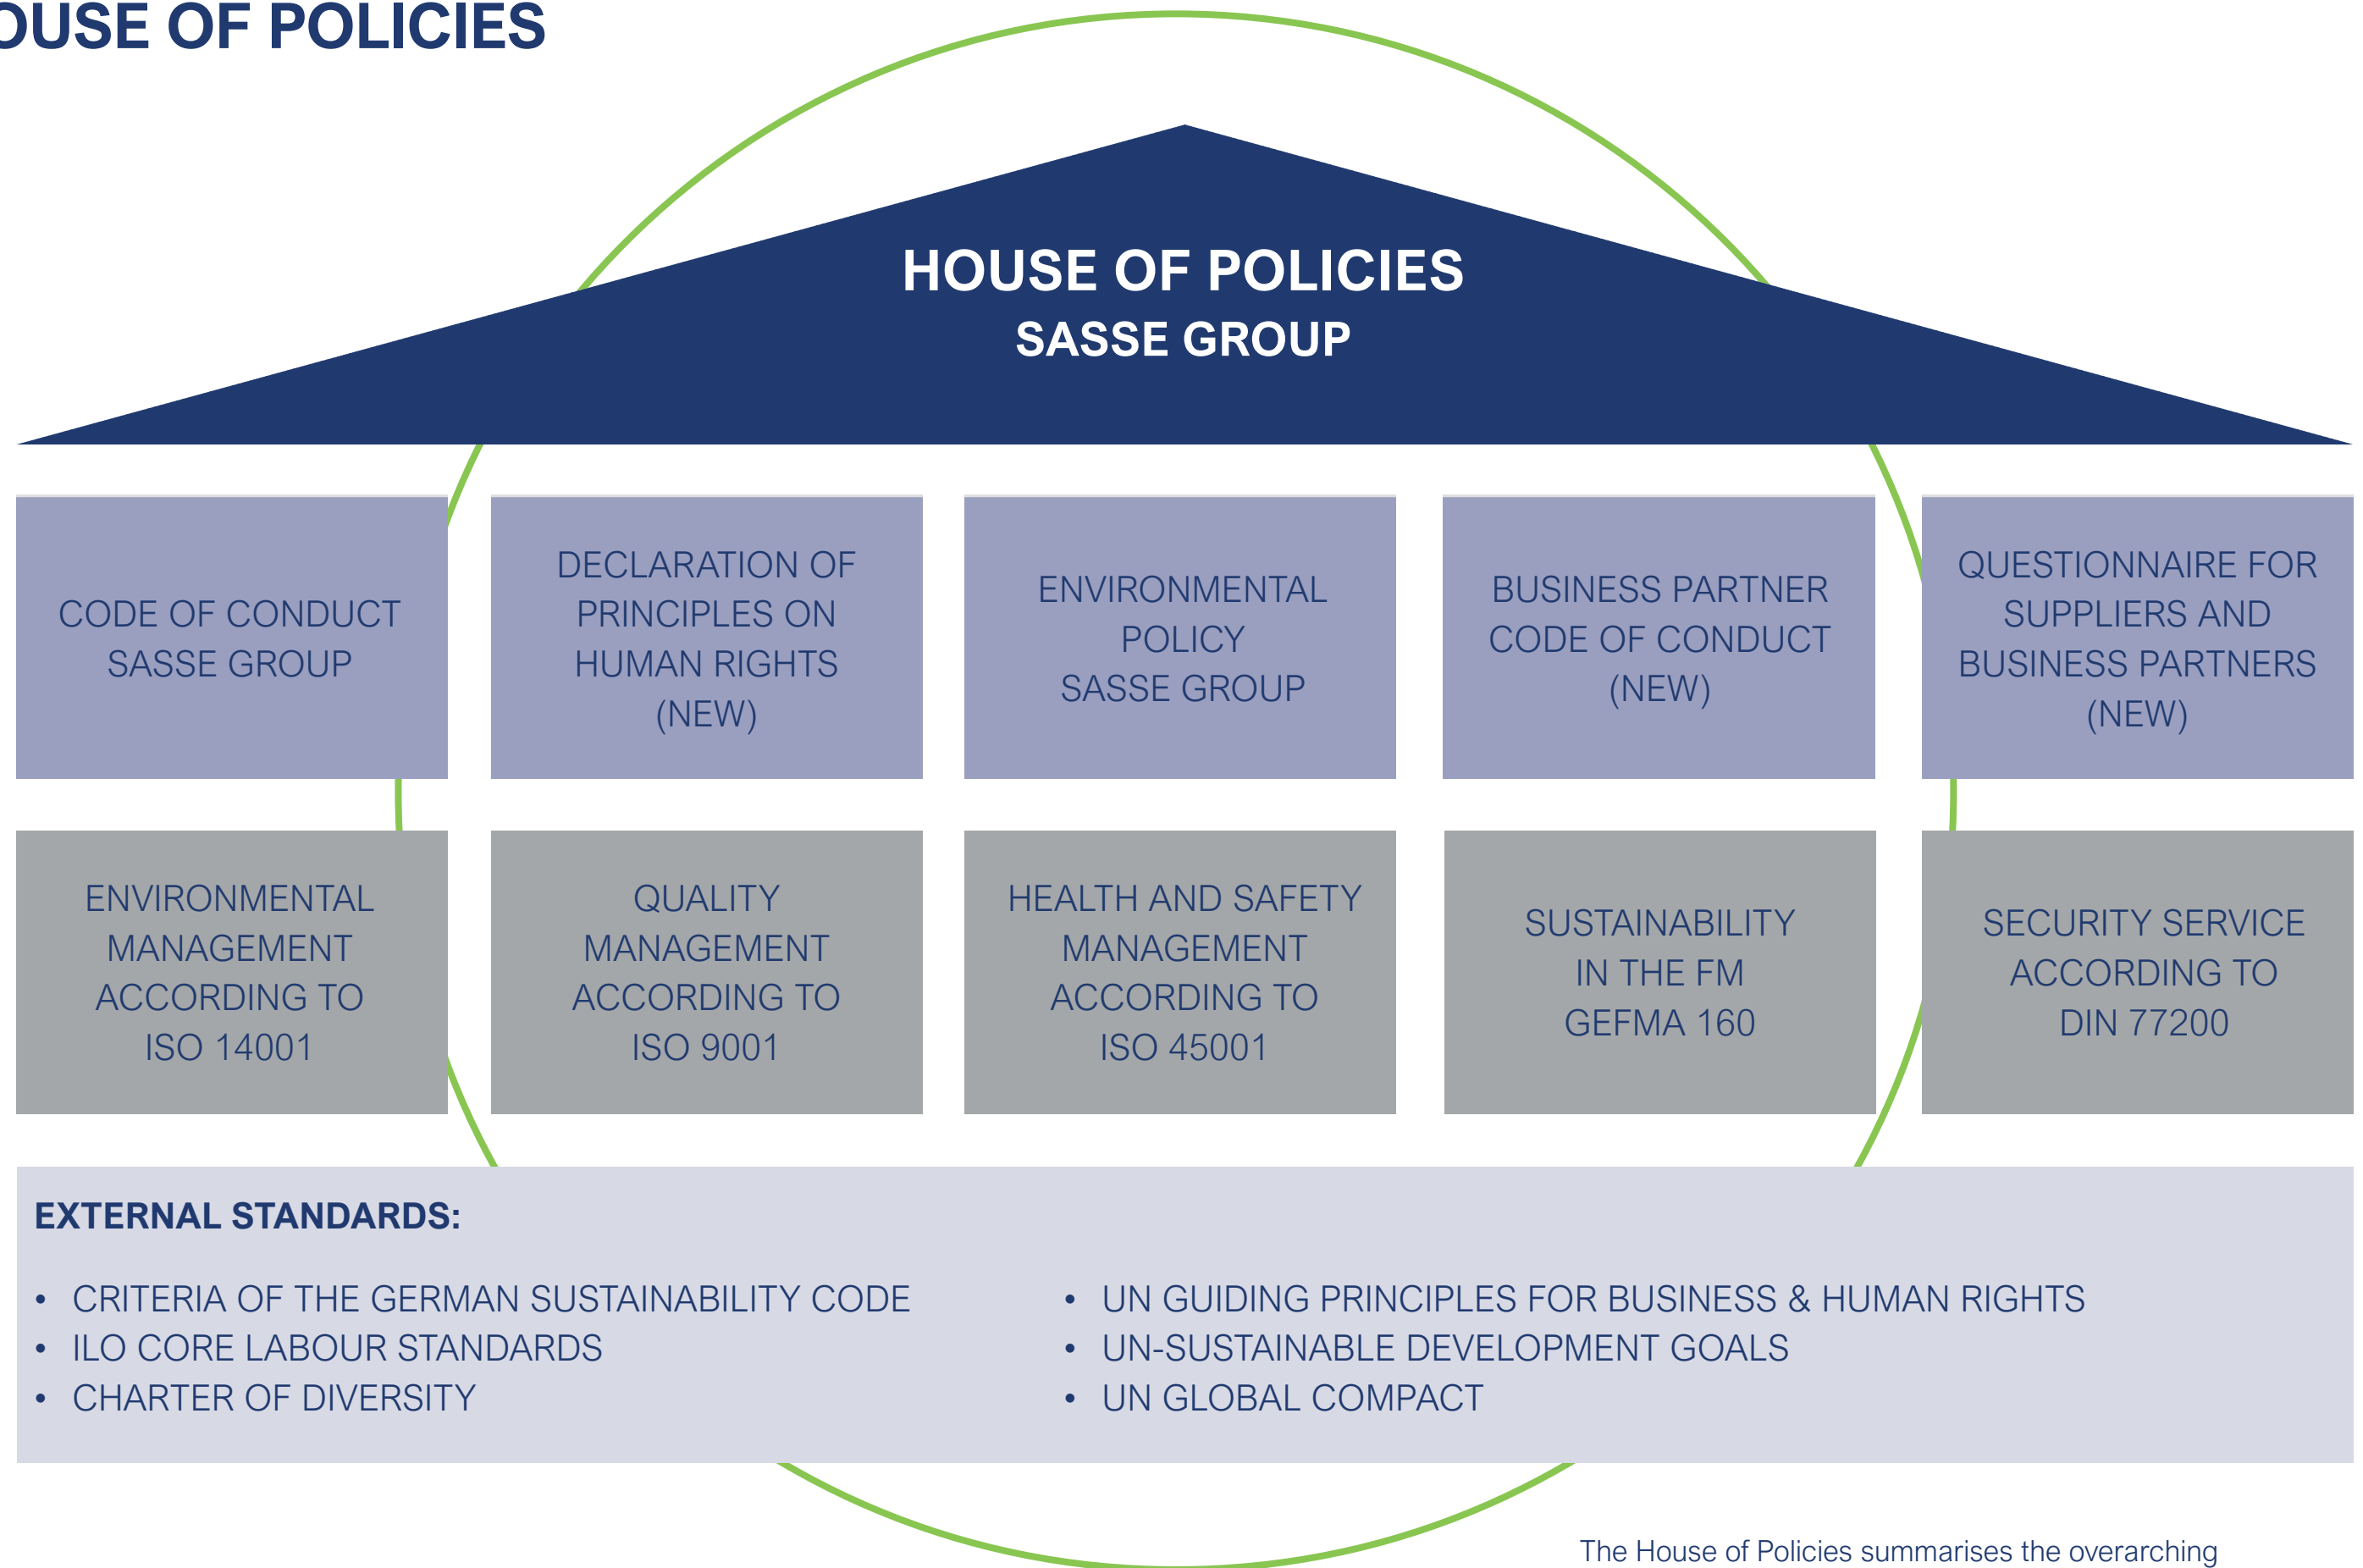 OUSE OF POLICIES
HOUSE OF POLICIES
SASSE GROUP
CODE OF CONDUCT
SASSE GROUP
DECLARATION OF
PRINCIPLES ON
HUMAN RIGHTS
(NEW)
ENVIRONMENTAL
POLICY
SASSE GROUP
BUSINESS PARTNER
CODE OF CONDUCT
(NEW)
QUESTIONNAIRE FOR
SUPPLIERS AND
BUSINESS PARTNERS
(NEW)
ENVIRONMENTAL
MANAGEMENT
ACCORDING TO
ISO 14001
QUALITY
MANAGEMENT
ACCORDING TO
ISO 9001
HEALTH AND SAFETY
MANAGEMENT
ACCORDING TO
ISO 45001
SUSTAINABILITY
IN THE FM
GEFMA 160
SECURITY SERVICE
ACCORDING TO
DIN 77200
EXTERNAL STANDARDS:
• CRITERIA OF THE GERMAN SUSTAINABILITY CODE
• ILO CORE LABOUR STANDARDS
• CHARTER OF DIVERSITY
• UN GUIDING PRINCIPLES FOR BUSINESS & HUMAN RIGHTS
• UN-SUSTAINABLE DEVELOPMENT GOALS
• UN GLOBAL COMPACT
The House of Policies summarises the overarching